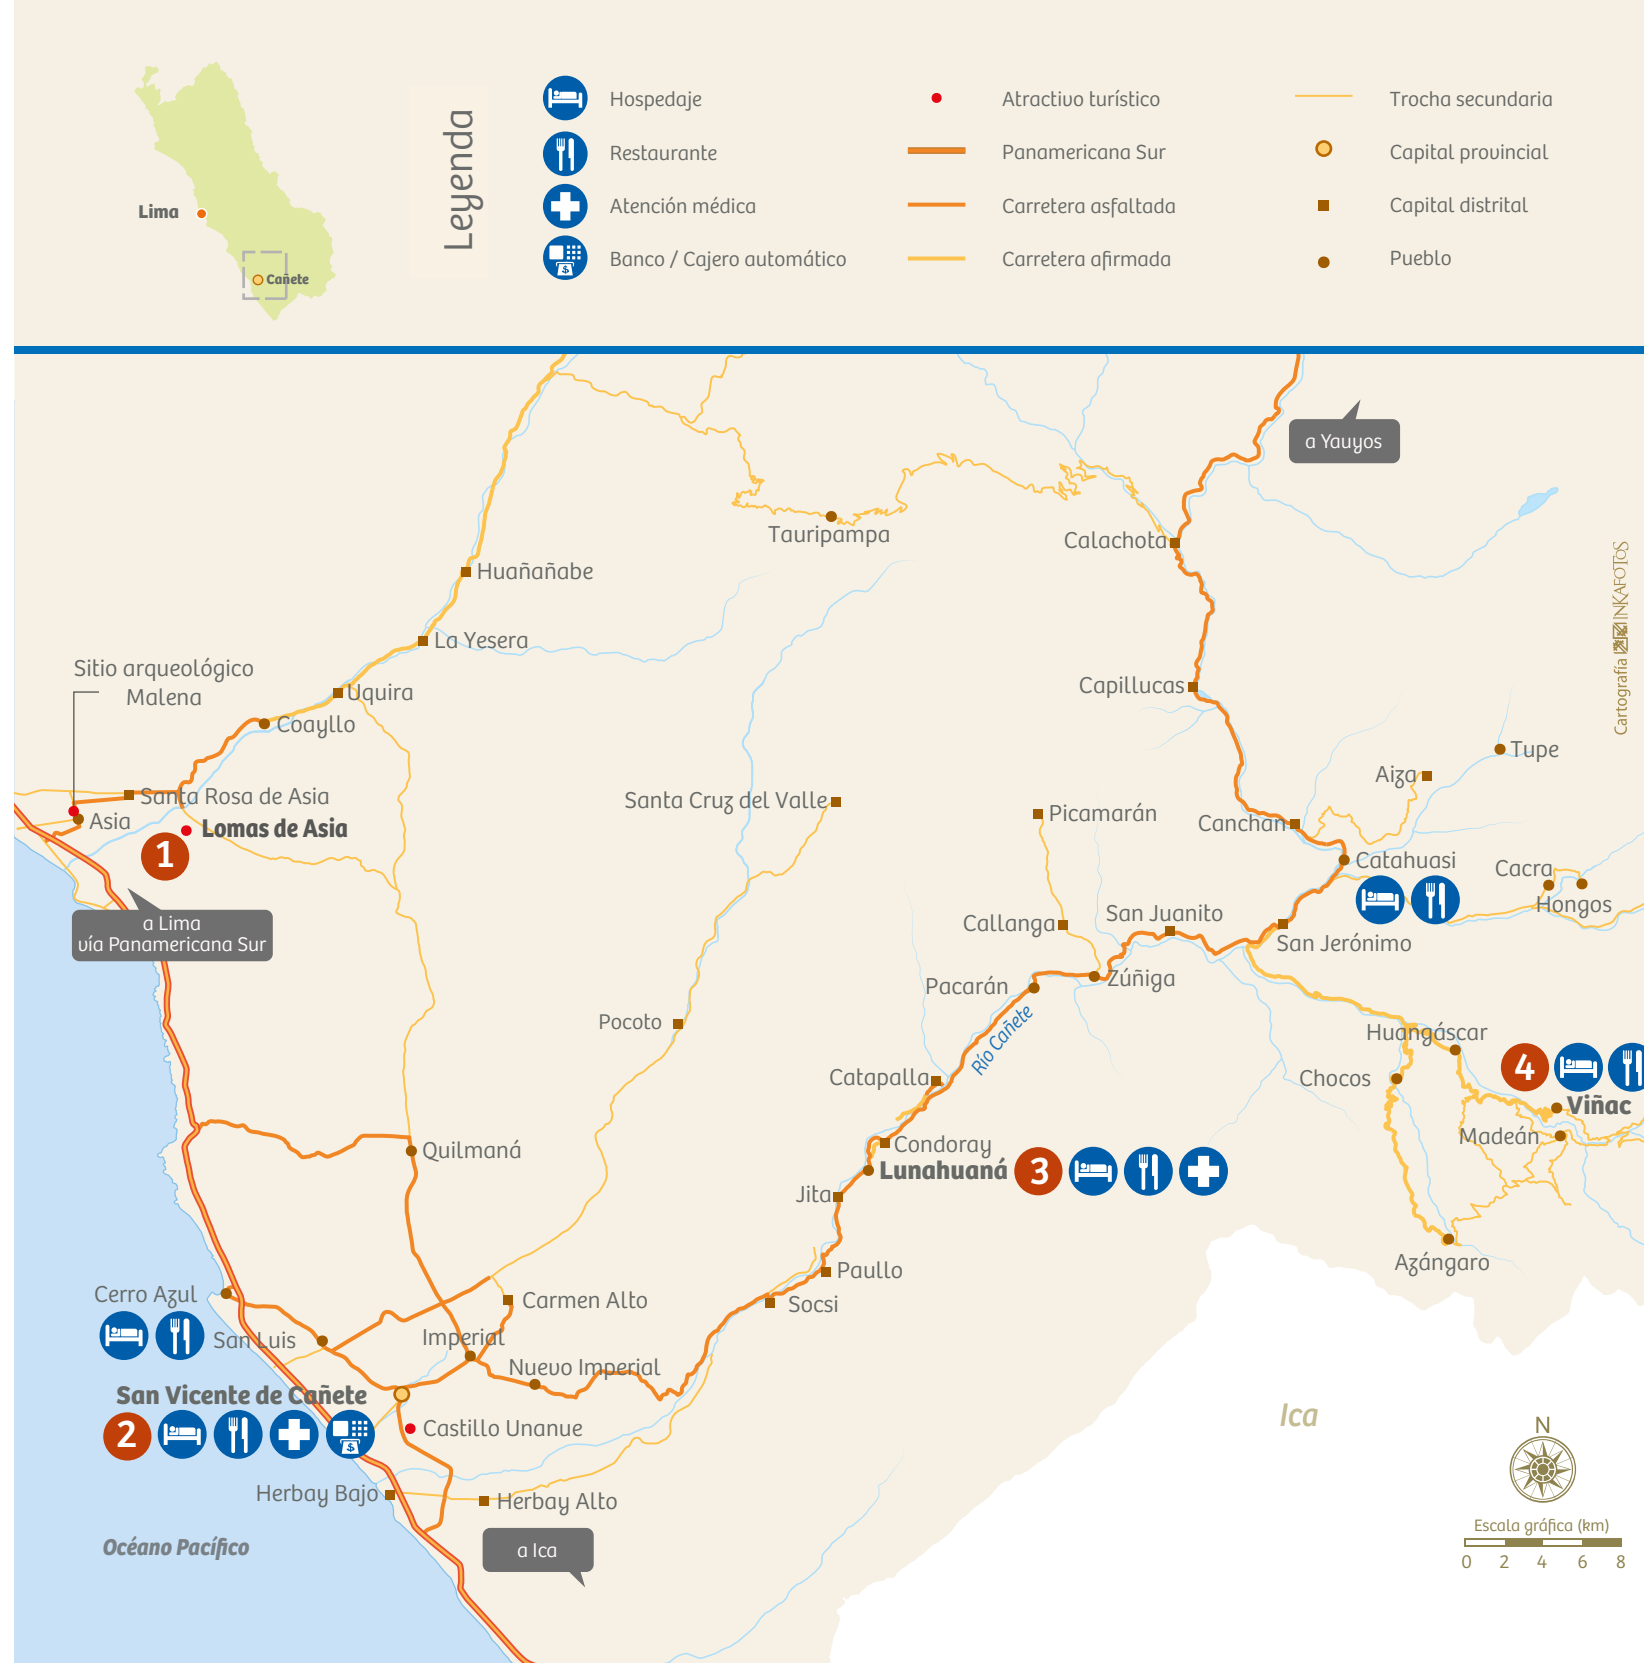 Lima
Cañete
Leyenda
Hospedaje
Restaurante
Atención médica
Banco / Cajero automático
Atractivo turístico
Panamericana Sur
Carretera asfaltada
Carretera afirmada
Trocha secundaria
Capital provincial
Capital distrital
Pueblo
a Yauyos
Tauripampa
Calachota
Huañañabe
La Yesera
Sitio arqueológico
Malena
Uquira
Coayllo
Capillucas
Cartografía INKAFOTOS
Tupe
Aiza
Santa Rosa de Asia
Asia
Lomas de Asia
1
Santa Cruz del Valle
Picamarán
Canchan
Catahuasi
Cacra
Hongos
a Lima
vía Panamericana Sur
Callanga
San Juanito
San Jerónimo
Pacarán
Zúñiga
Pocoto
Río Cañete
Huangáscar
Catapalla
Chocos
4
Viñac
Madeán
Quilmaná
Condoray
Lunahuaná
3
Jita
Azángaro
Paullo
Socsi
Cerro Azul
Carmen Alto
San Luis
Imperial
Nuevo Imperial
San Vicente de Cañete
2
$
Castillo Unanue
Herbay Bajo
Herbay Alto
Océano Pacífico
a Ica
Ica
N
Escala gráfica (km)
0 2 4 6 8